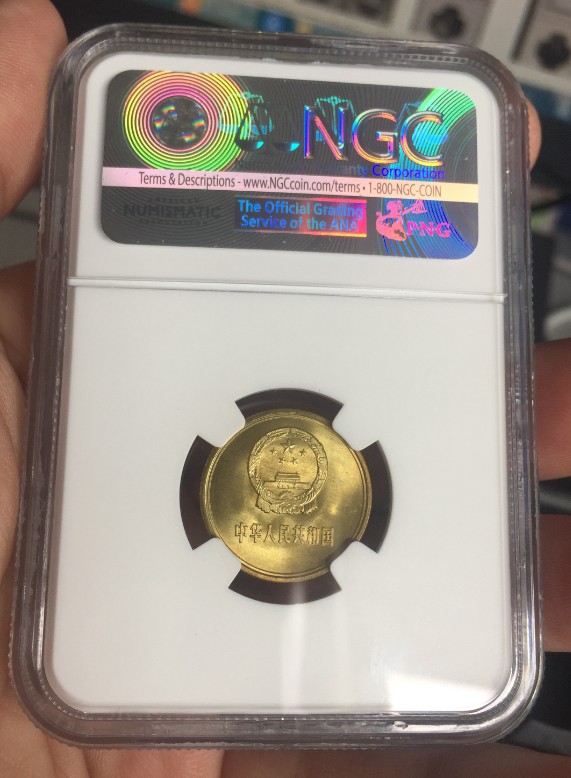 NGC
Corporation
Terms & Descriptions - www.NGCcoin.com/terms • 1-800-NGC-COIN
NUMISMATIC
The Official Grading
Service of the ANA
PNG
中华人民共和国